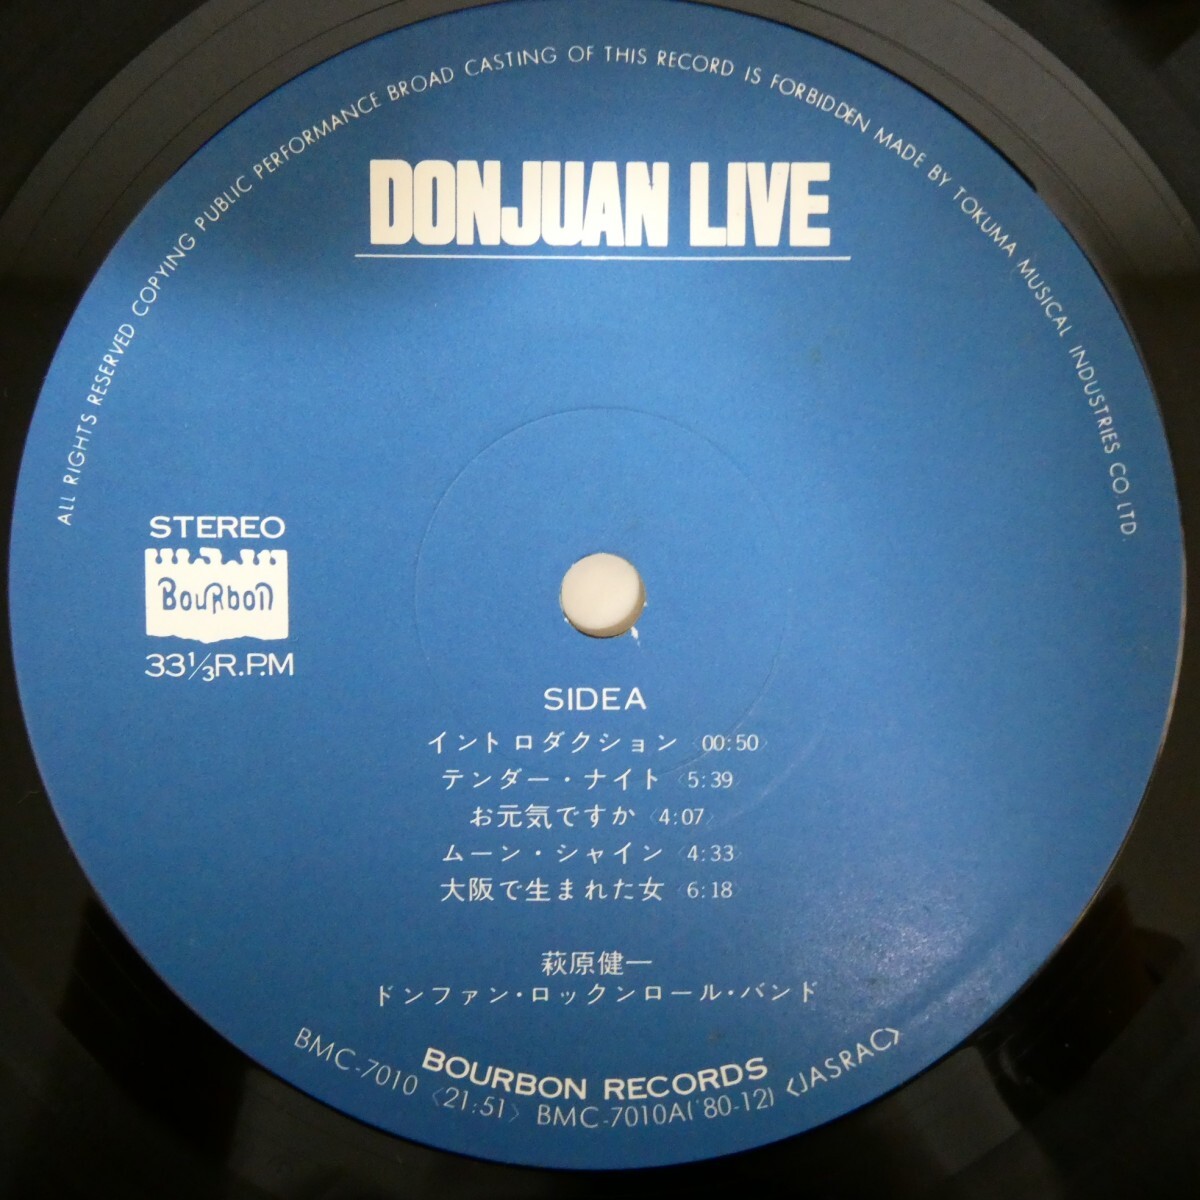 ALL RIGHTS RESERVED COPYING PUBLIC PERFORMANCE BROAD CASTING OF THIS RECORD IS FORBIDDEN MADE BY TOKUMA MUSICAL INDUSTRIES CO. LTD.
DONJUAN LIVE
STEREO
BouRbon
33⅓R.P.M
SIDE A
イントロダクション〈00:50〉
テンダー・ナイト〈5:39〉
お元気ですか〈4:07〉
ムーン・シャイン〈4:33〉
大阪で生まれた女〈6:18〉
萩原健一
ドンファン・ロックンロール・バンド
BOURBON RECORDS
BMC-7010〈21:51〉BMC-7010A('80-12)〈JASRAC〉